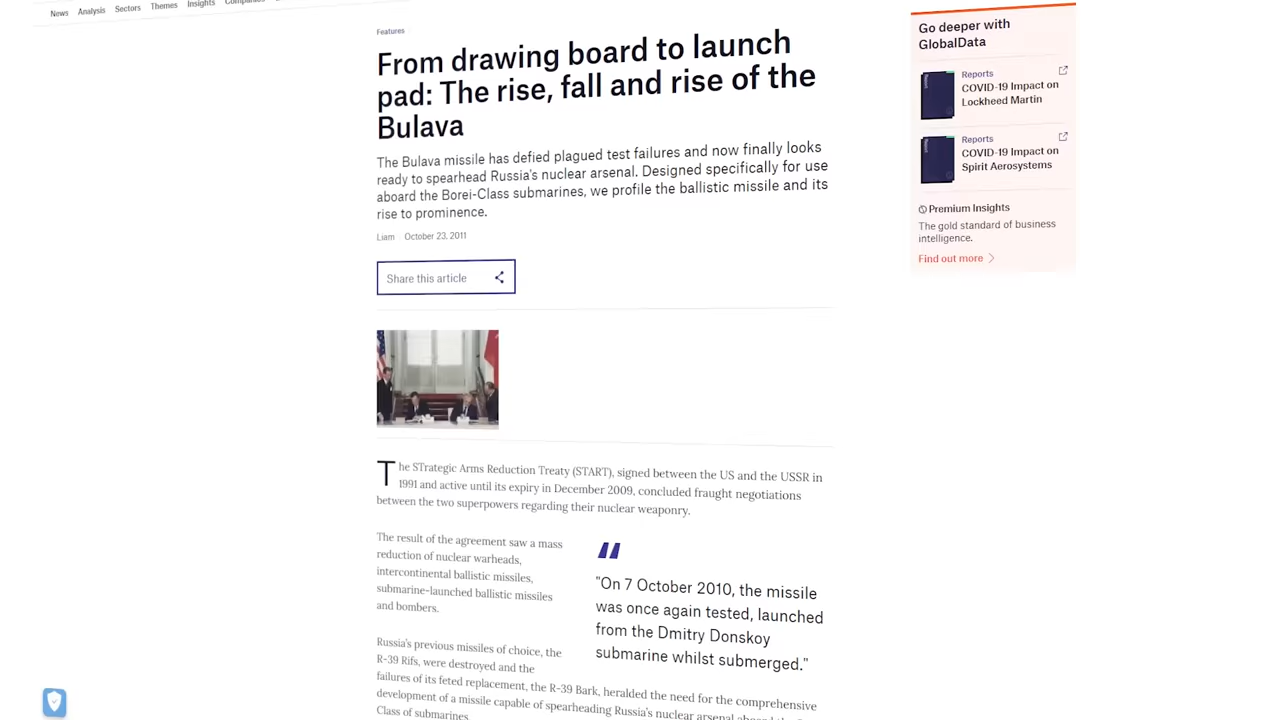 News Analysis Sectors Themes Insights
Features
From drawing board to launch
pad: The rise, fall and rise of the
Bulava
The Bulava missile has defied plagued test failures and now finally looks
ready to spearhead Russia's nuclear arsenal. Designed specifically for use
aboard the Borei-Class submarines, we profile the ballistic missile and its
rise to prominence.
Liam October 23, 2011
Share this article
The STrategic Arms Reduction Treaty (START), signed between the US and the USSR in
1991 and active until its expiry in December 2009, concluded fraught negotiations
between the two superpowers regarding their nuclear weaponry.
The result of the agreement saw a mass
reduction of nuclear warheads,
intercontinental ballistic missiles,
submarine-launched ballistic missiles
and bombers.
"On 7 October 2010, the missile
was once again tested, launched
from the Dmitry Donskoy
submarine whilst submerged."
Russia's previous missiles of choice, the
R-39 Rifs, were destroyed and the
failures of its feted replacement, the R-39 Bark, heralded the need for the comprehensive
development of a missile capable of spearheading Russia's nuclear arsenal
Class of submarines.
Go deeper with
GlobalData
Reports
COVID-19 Impact on
Lockheed Martin
Reports
COVID-19 Impact on
Spirit Aerosystems
Premium Insights
The gold standard of business
intelligence.
Find out more